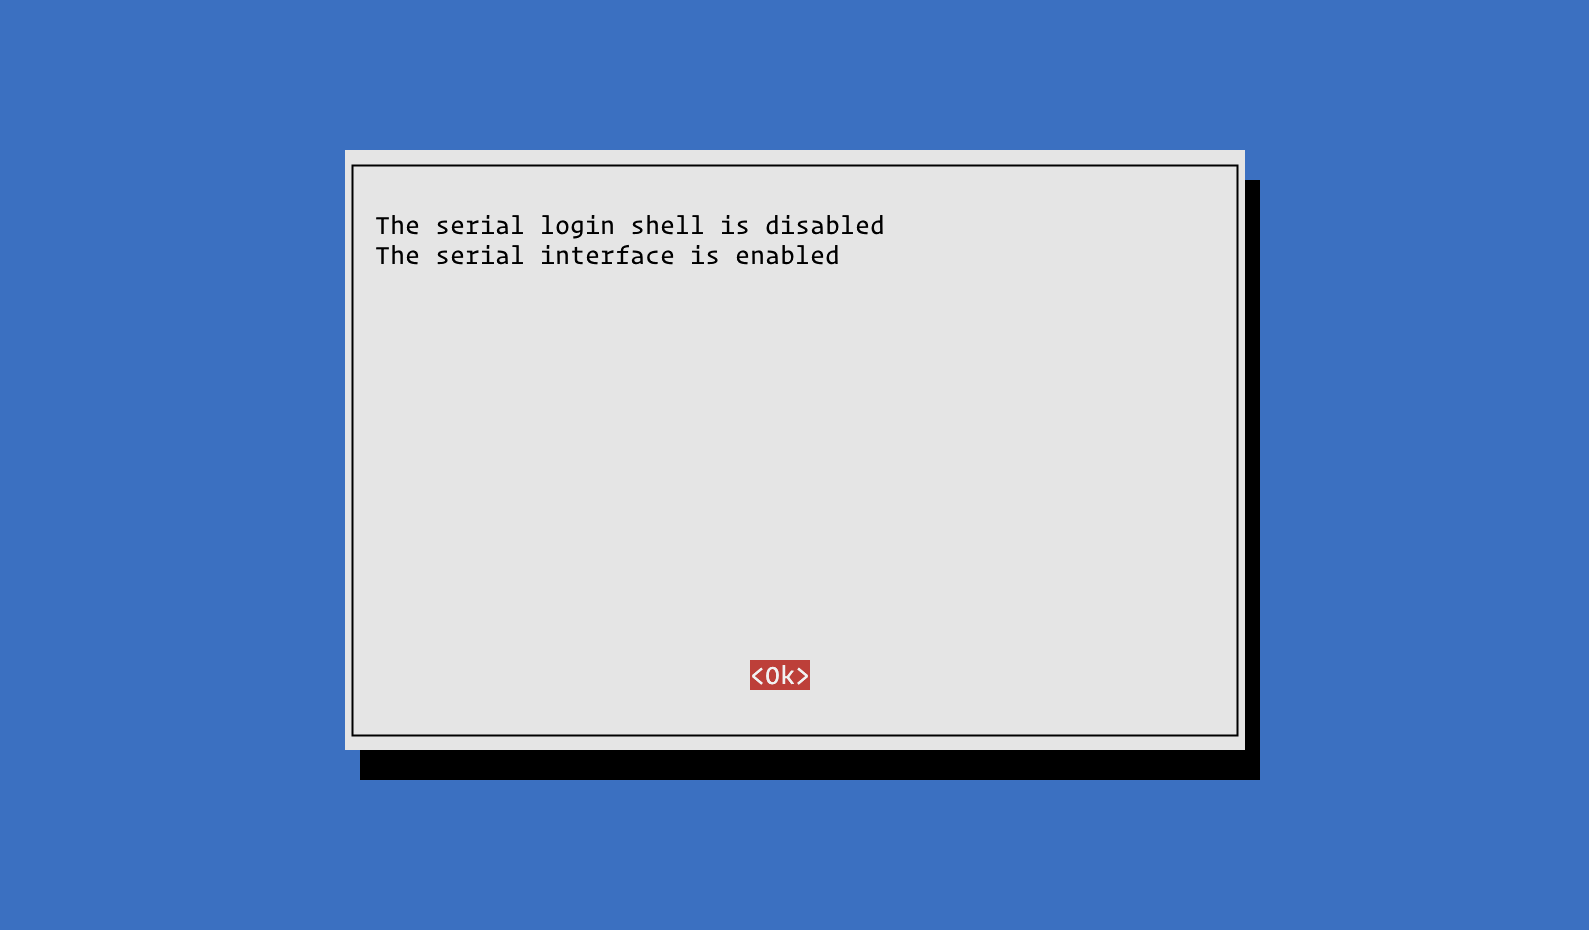 The serial login shell is disabled
The serial interface is enabled
<Ok>